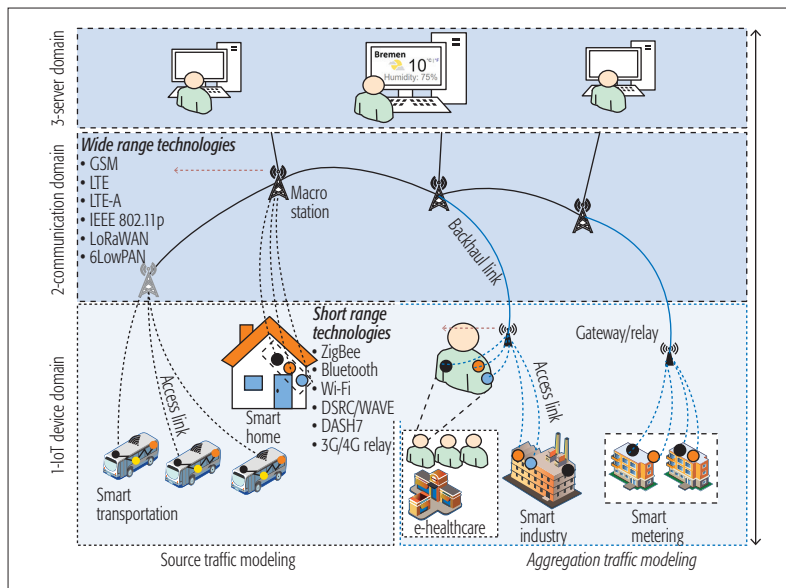 3-server domain
Bremen
10 °C/°F
Humidity: 75%
2-communication domain
Wide range technologies
• GSM
• LTE
• LTE-A
• IEEE 802.11p
• LoRaWAN
• 6LowPAN
Macro
station
Backhaul link
1-IoT device domain
Short range
technologies
• ZigBee
• Bluetooth
• Wi-Fi
• DSRC/WAVE
• DASH7
• 3G/4G relay
Gateway/relay
Access link
Smart
home
Access link
Smart
transportation
e-healthcare
Smart
industry
Smart
metering
Source traffic modeling
Aggregation traffic modeling